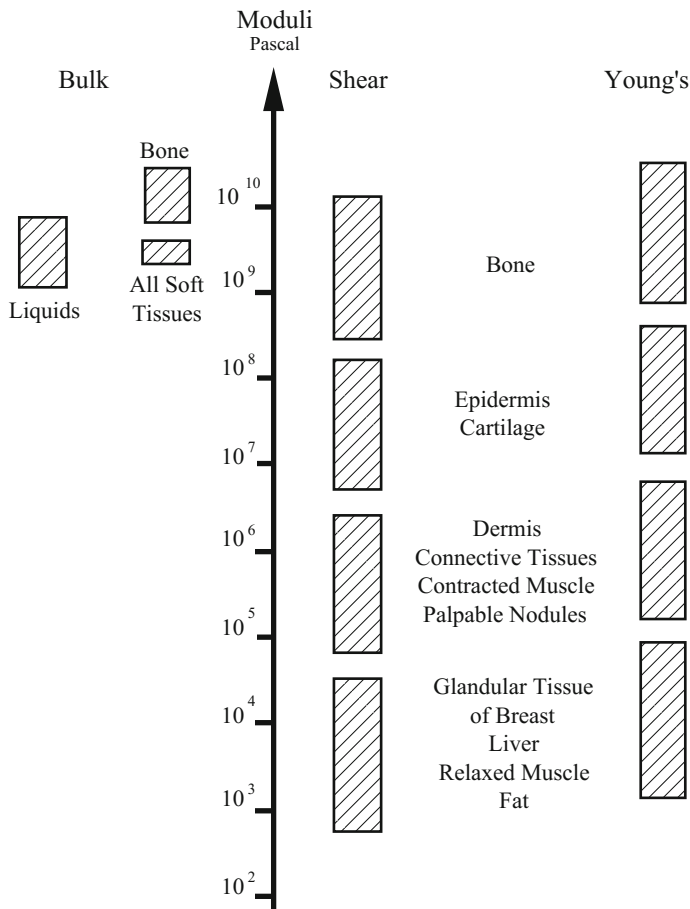 Moduli
Pascal
Bulk
Shear
Young's
Bone
Liquids
All Soft
Tissues
10 10
10 9
10 8
10 7
10 6
10 5
10 4
10 3
10 2
Bone
Epidermis
Cartilage
Dermis
Connective Tissues
Contracted Muscle
Palpable Nodules
Glandular Tissue
of Breast
Liver
Relaxed Muscle
Fat